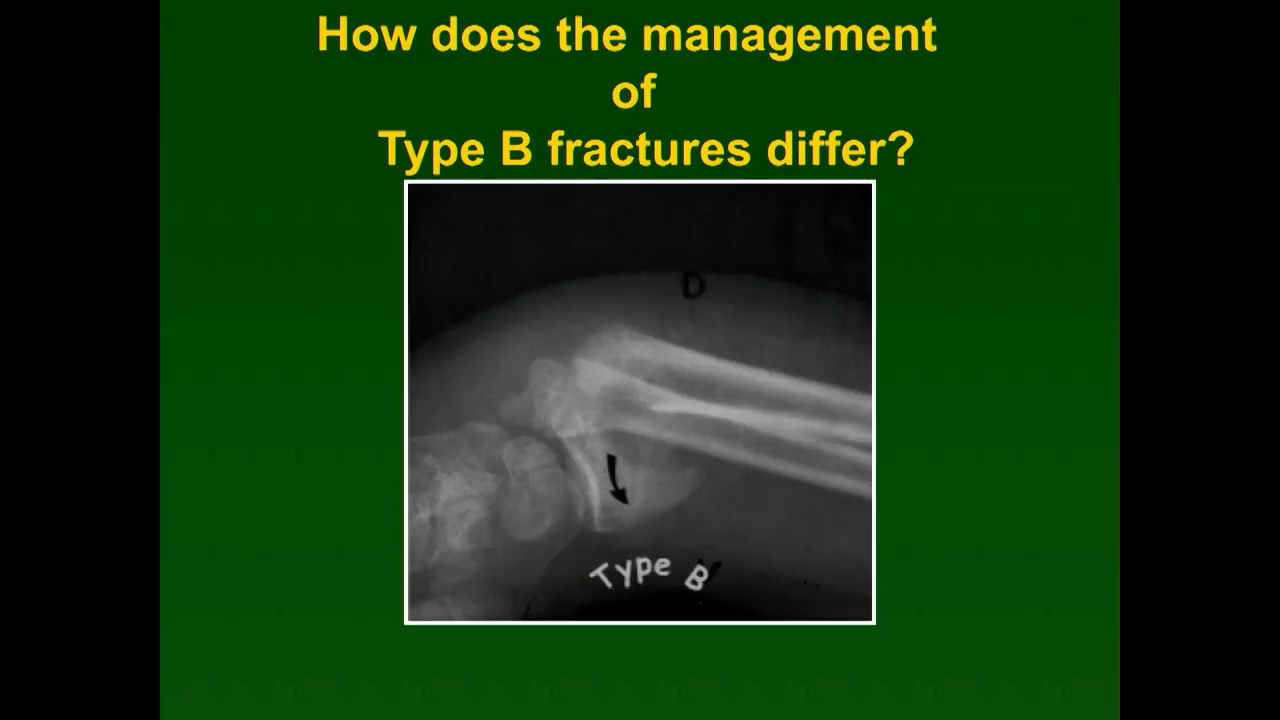 How does the management
of
Type B fractures differ?
D
Type B